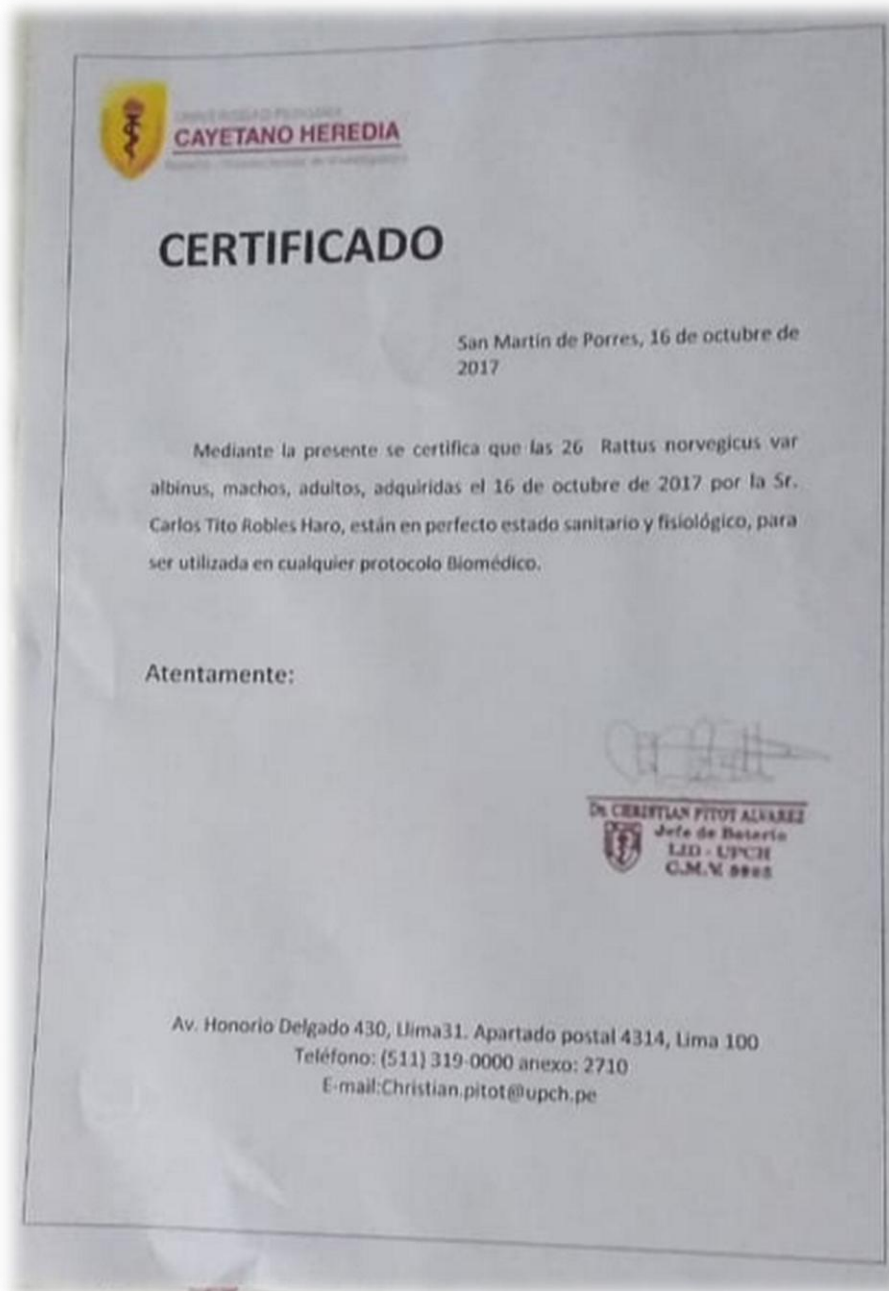 UNIVERSIDAD PERUANA
CAYETANO HEREDIA
CERTIFICADO
San Martin de Porres, 16 de octubre de
2017
Mediante la presente se certifica que las 26 Rattus norvegicus var
albinus, machos, adultos, adquiridas el 16 de octubre de 2017 por la Sr.
Carlos Tito Robles Haro, están en perfecto estado sanitario y fisiológico, para
ser utilizada en cualquier protocolo Biomédico.
Atentamente:
Dr. CHRISTIAN PITOT ALVAREZ
Jefe de Bioterio
LID - UPCH
C.M.V.
Av. Honorio Delgado 430, Llima31. Apartado postal 4314, Lima 100
Teléfono: (511) 319-0000 anexo: 2710
E-mail:Christian.pitot@upch.pe